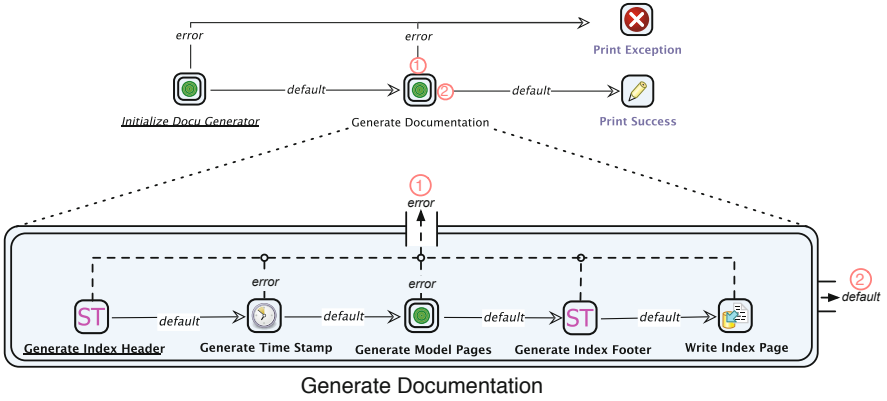 error
error
Print Exception
1
default
2
default
Initialize Docu Generator
Generate Documentation
Print Success
1
error
2
default
error
error
ST
default
default
default
ST
default
Generate Index Header
Generate Time Stamp
Generate Model Pages
Generate Index Footer
Write Index Page
Generate Documentation